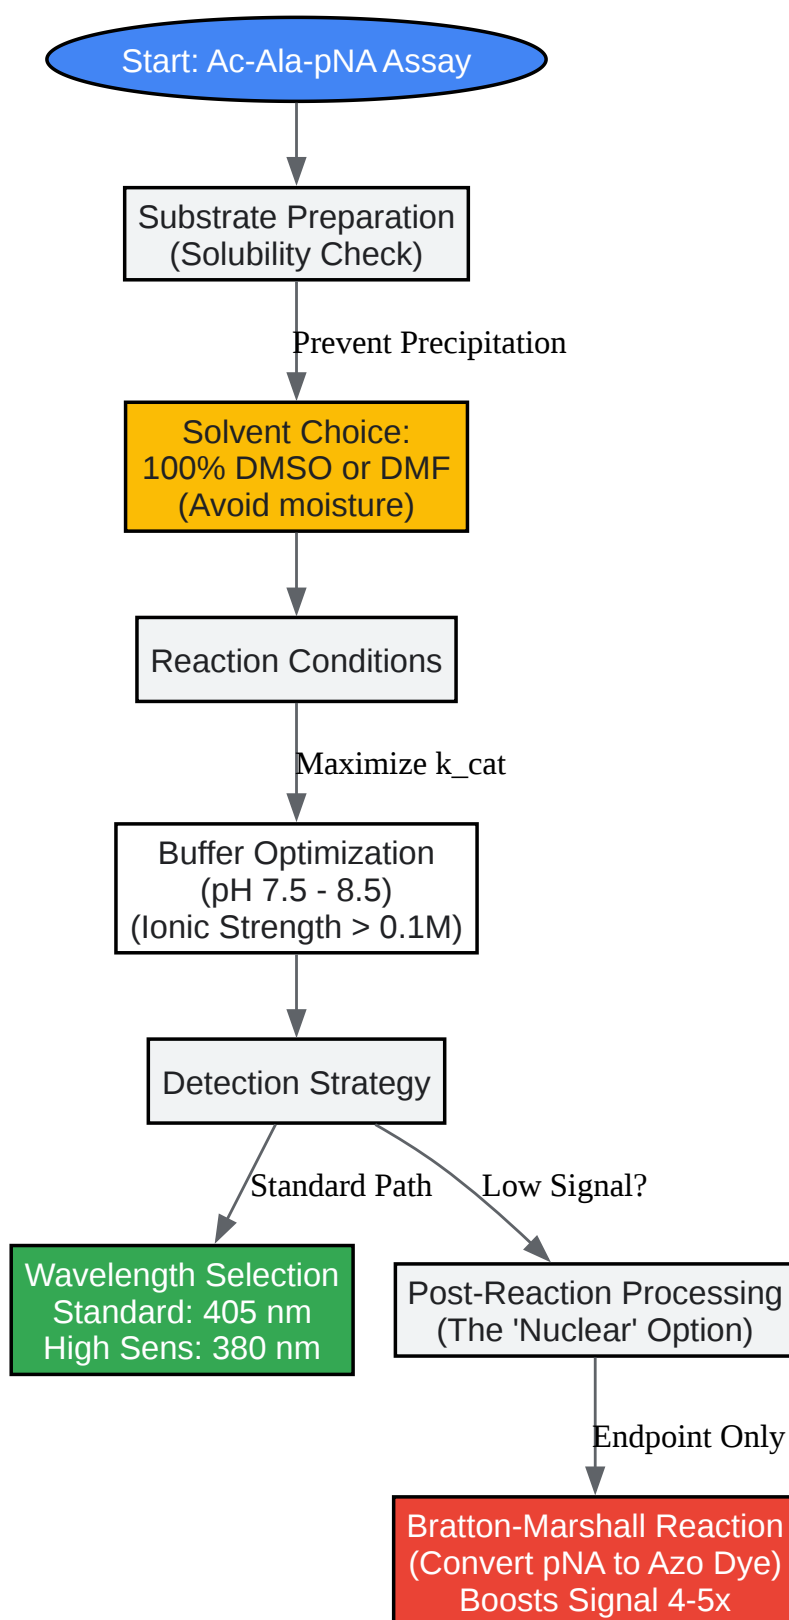 Start: Ac-Ala-pNA Assay
Substrate Preparation
(Solubility Check)
Prevent Precipitation
Solvent Choice:
100% DMSO or DMF
(Avoid moisture)
Reaction Conditions
Maximize k_cat
Buffer Optimization
(pH 7.5 - 8.5)
(Ionic Strength > 0.1M)
Detection Strategy
Standard Path
Low Signal?
Wavelength Selection
Standard: 405 nm
High Sens: 380 nm
Post-Reaction Processing
(The 'Nuclear' Option)
Endpoint Only
Bratton-Marshall Reaction
(Convert pNA to Azo Dye)
Boosts Signal 4-5x